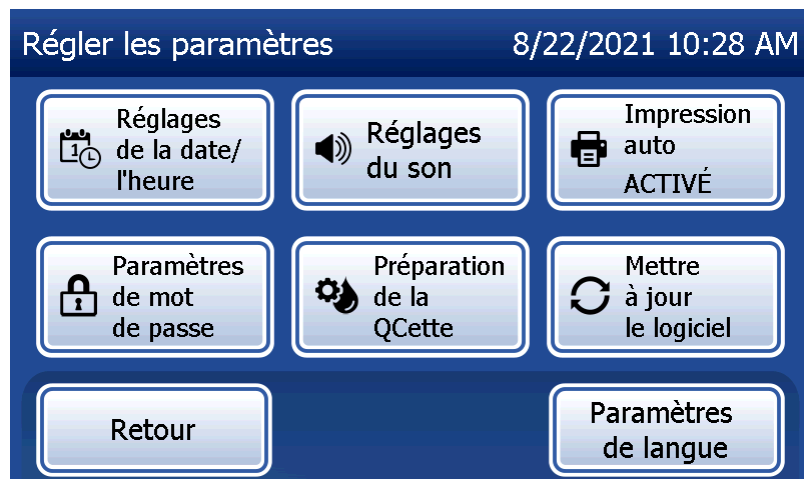 Régler les paramètres 8/22/2021 10:28 AM
Réglages
de la date/
l'heure
Réglages
du son
Impression
auto
ACTIVÉ
Paramètres
de mot
de passe
Préparation
de la
QCette
Mettre
à jour
le logiciel
Retour
Paramètres
de langue